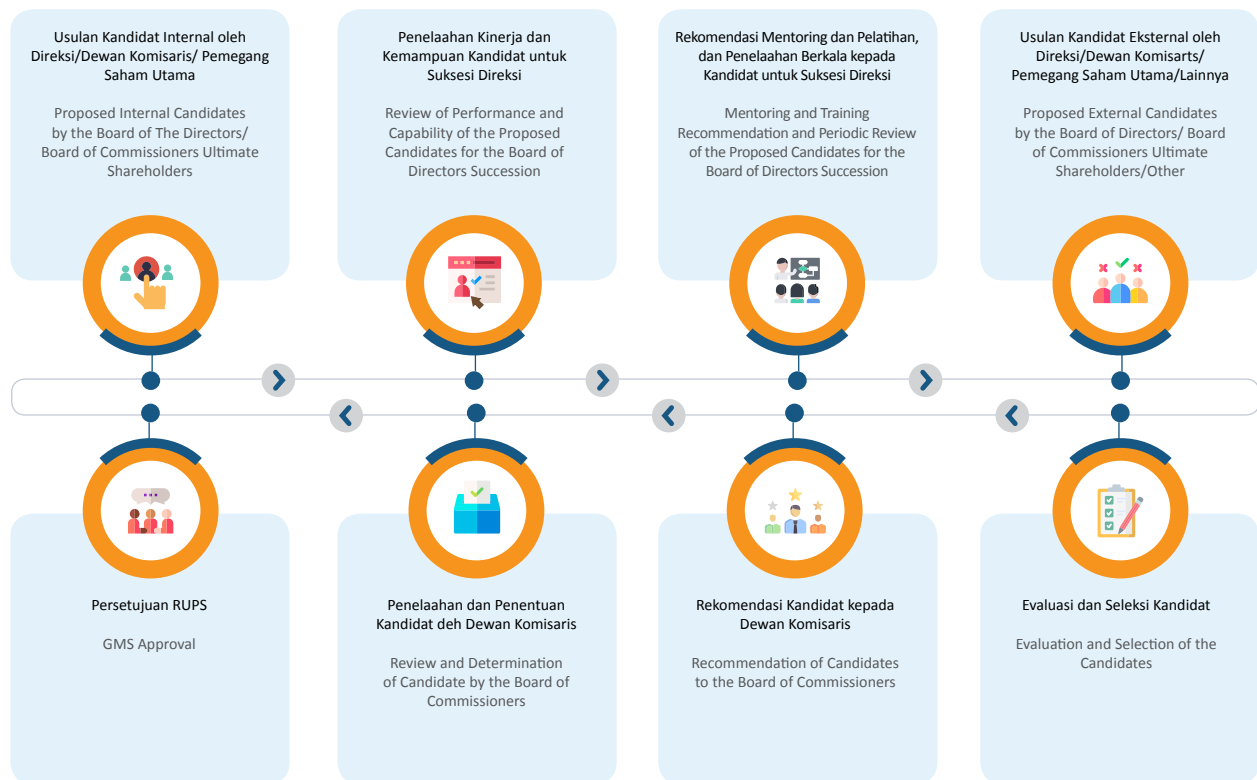 Usulan Kandidat Internal oleh
Direksi/Dewan Komisaris/ Pemegang
Saham Utama
Proposed Internal Candidates
by the Board of The Directors/
Board of Commissioners Ultimate
Shareholders
Penelaahan Kinerja dan
Kemampuan Kandidat untuk
Suksesi Direksi
Review of Performance and
Capability of the Proposed
Candidates for the Board of
Directors Succession
Rekomendasi Mentoring dan Pelatihan,
dan Penelaahan Berkala kepada
Kandidat untuk Suksesi Direksi
Mentoring and Training
Recommendation and Periodic Review
of the Proposed Candidates for the
Board of Directors Succession
Usulan Kandidat Eksternal oleh
Direksi/Dewan Komisarts/
Pemegang Saham Utama/Lainnya
Proposed External Candidates
by the Board of Directors/ Board
of Commissioners Ultimate
Shareholders/Other
Persetujuan RUPS
GMS Approval
Penelaahan dan Penentuan
Kandidat deh Dewan Komisaris
Review and Determination
of Candidate by the Board of
Commissioners
Rekomendasi Kandidat kepada
Dewan Komisaris
Recommendation of Candidates
to the Board of Commissioners
Evaluasi dan Seleksi Kandidat
Evaluation and Selection of the
Candidates